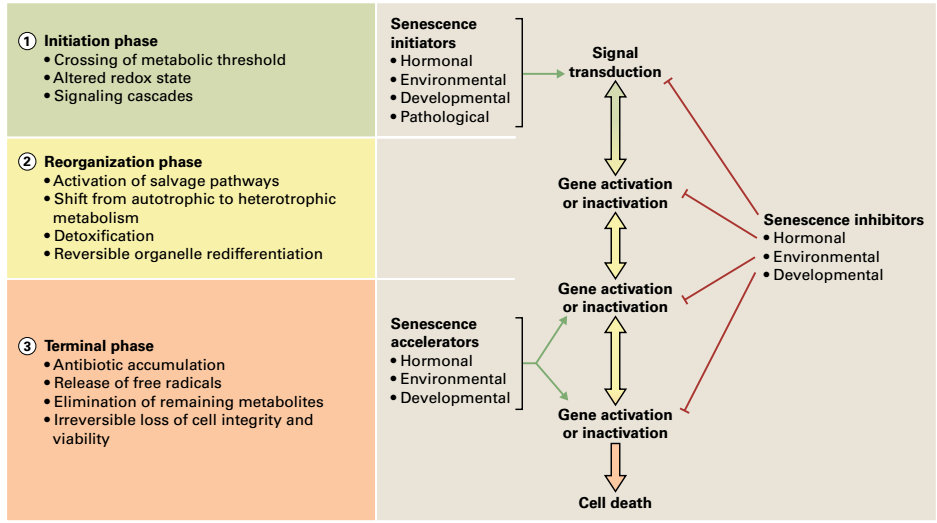 1 Initiation phase
• Crossing of metabolic threshold
• Altered redox state
• Signaling cascades
2 Reorganization phase
• Activation of salvage pathways
• Shift from autotrophic to heterotrophic
metabolism
• Detoxification
• Reversible organelle redifferentiation
3 Terminal phase
• Antibiotic accumulation
• Release of free radicals
• Elimination of remaining metabolites
• Irreversible loss of cell integrity and
viability
Senescence
initiators
• Hormonal
• Environmental
• Developmental
• Pathological
Senescence
accelerators
• Hormonal
• Environmental
• Developmental
Signal
transduction
Gene activation
or inactivation
Gene activation
or inactivation
Gene activation
or inactivation
Cell death
Senescence inhibitors
• Hormonal
• Environmental
• Developmental